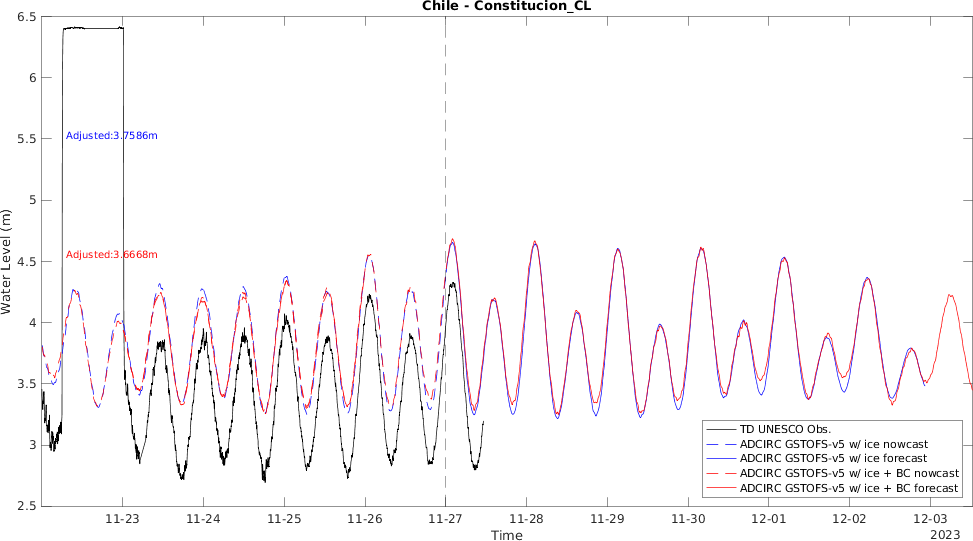 Chile - Constitucion_CL
Water Level (m)
6.5
6
5.5
5
4.5
4
3.5
3
2.5
Adjusted:3.7586m
Adjusted:3.6668m
TD UNESCO Obs.
ADCIRC GSTOFS-v5 w/ ice nowcast
ADCIRC GSTOFS-v5 w/ ice forecast
ADCIRC GSTOFS-v5 w/ ice + BC nowcast
ADCIRC GSTOFS-v5 w/ ice + BC forecast
11-23 11-24 11-25 11-26 11-27 11-28 11-29 11-30 12-01 12-02 12-03
2023
Time